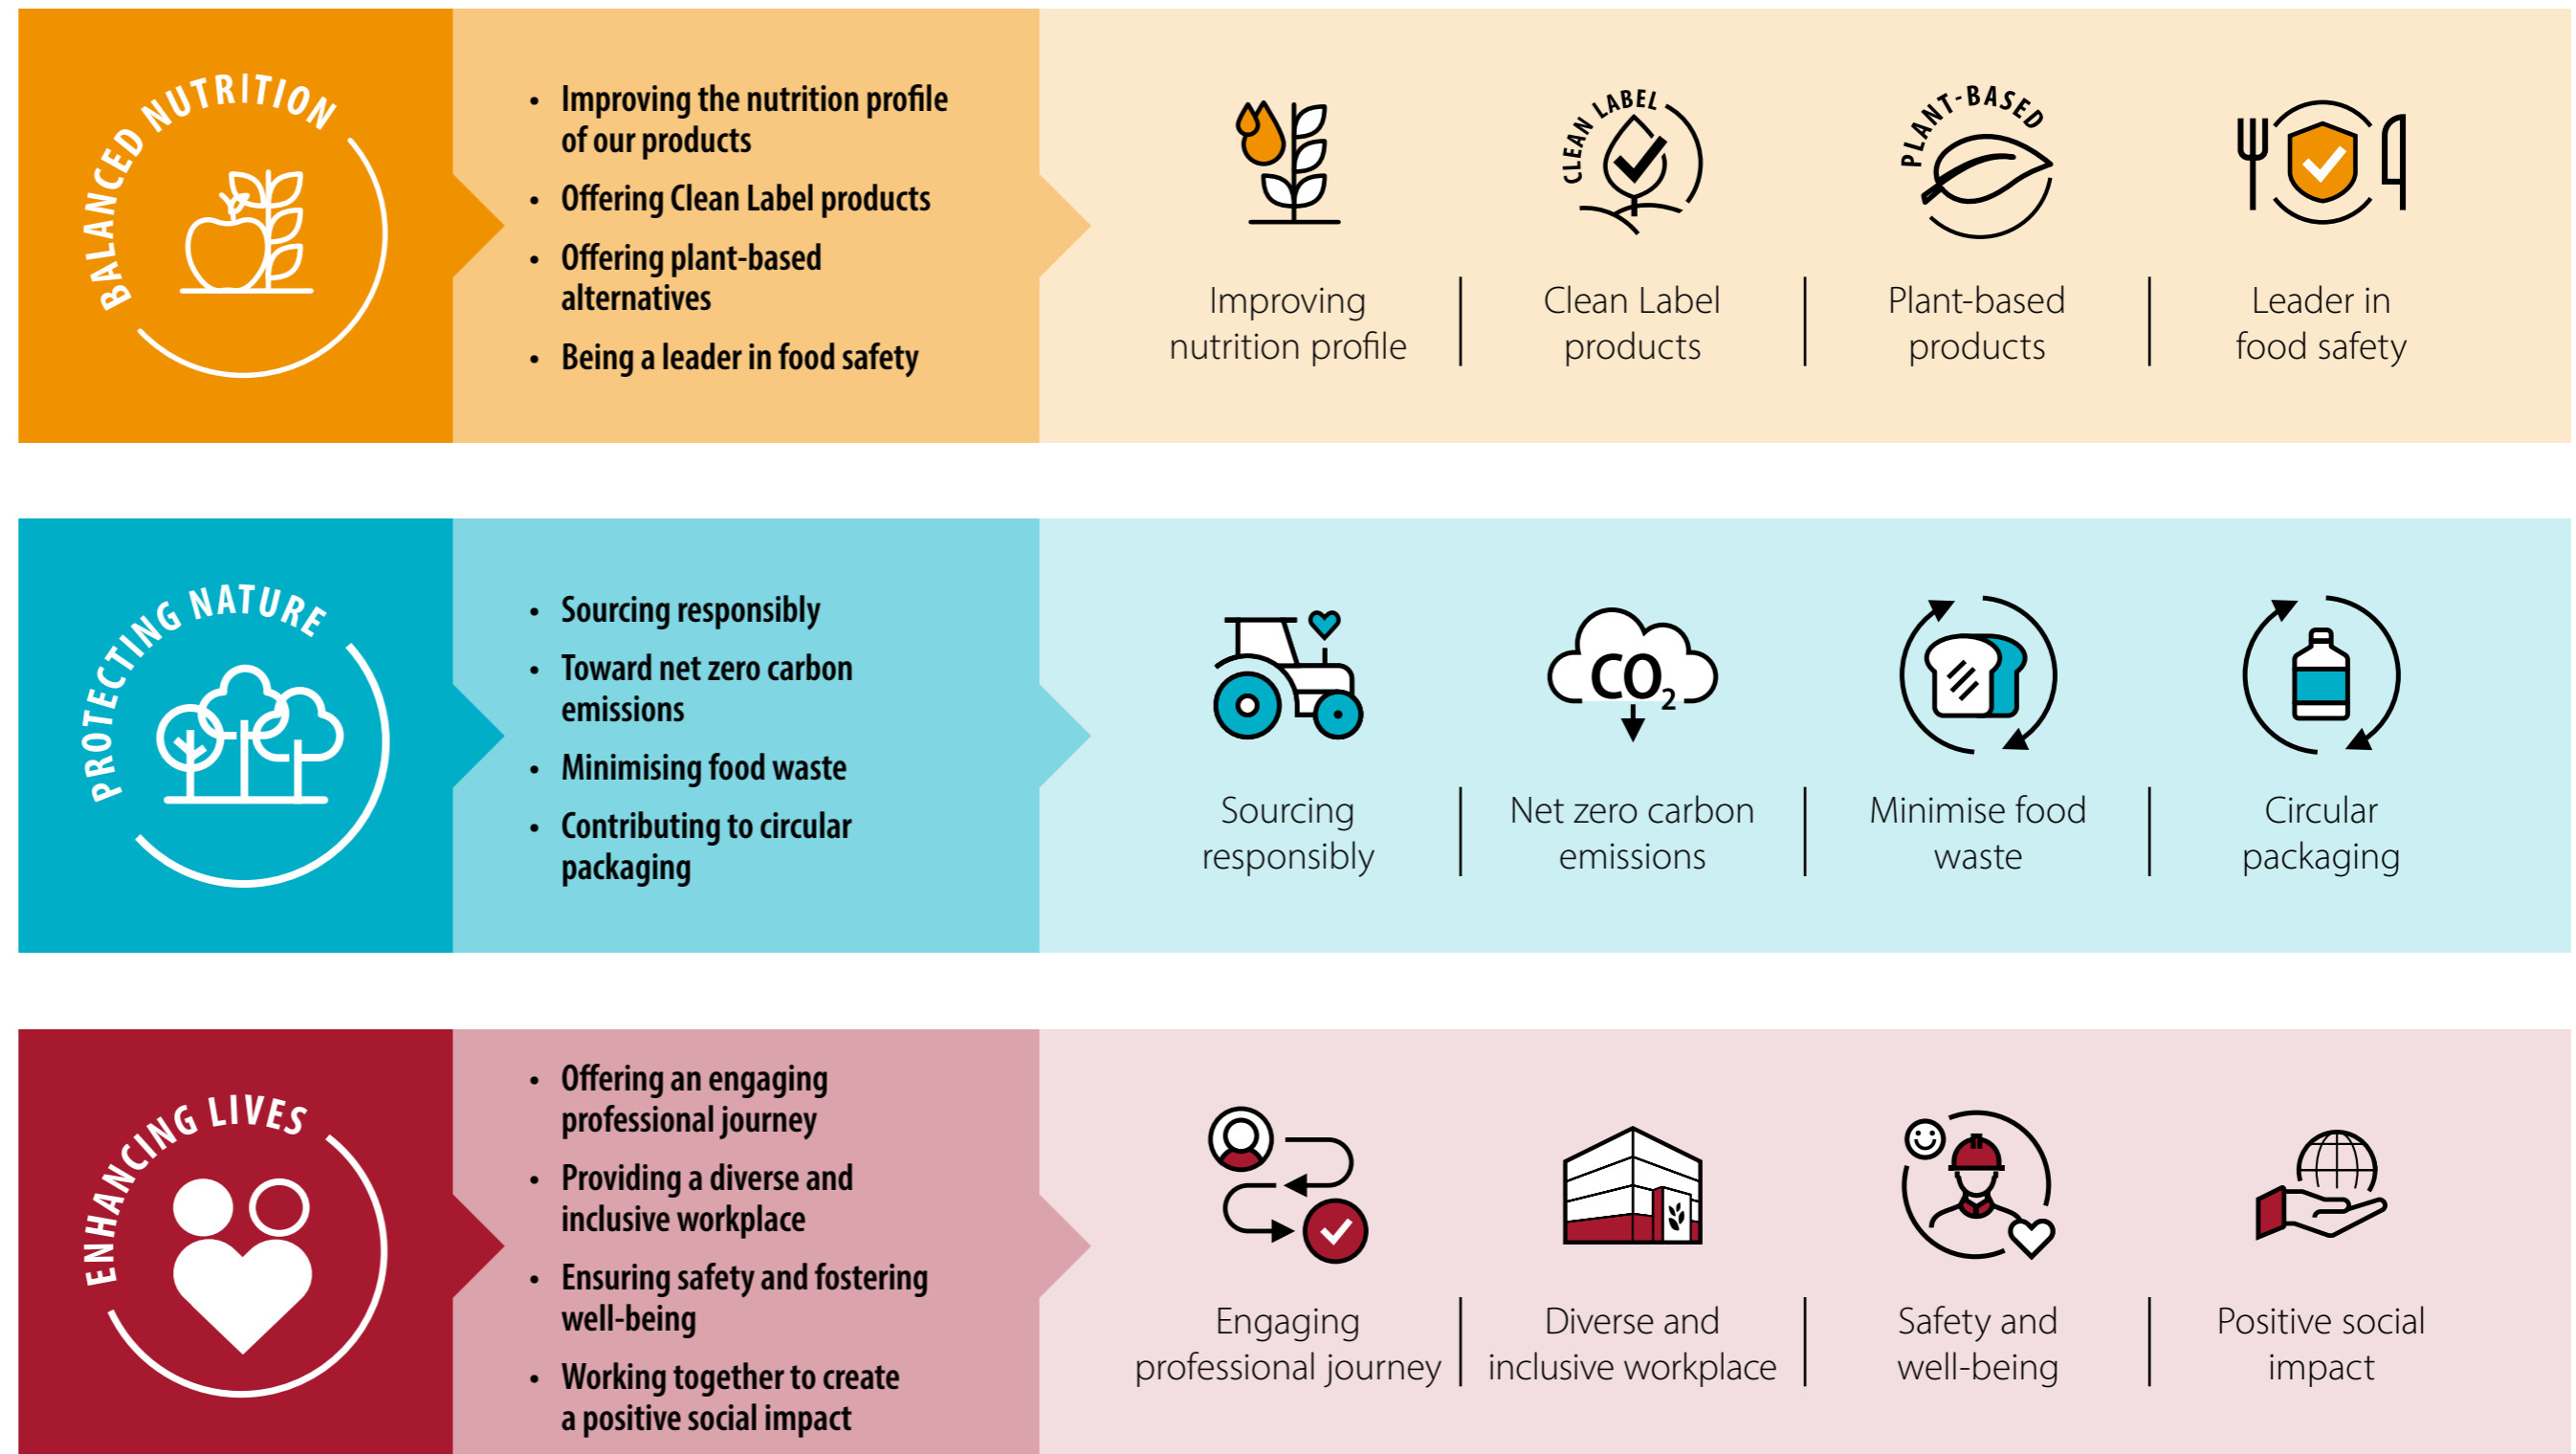 BALANCED NUTRITION
• Improving the nutrition profile
of our products
• Offering Clean Label products
• Offering plant-based
alternatives
• Being a leader in food safety
Improving
nutrition profile
CLEAN LABEL
Clean Label
products
PLANT-BASED
Plant-based
products
Leader in
food safety
PROTECTING NATURE
• Sourcing responsibly
• Toward net zero carbon
emissions
• Minimising food waste
• Contributing to circular
packaging
Sourcing
responsibly
CO₂
Net zero carbon
emissions
Minimise food
waste
Circular
packaging
ENHANCING LIVES
• Offering an engaging
professional journey
• Providing a diverse and
inclusive workplace
• Ensuring safety and fostering
well-being
• Working together to create
a positive social impact
Engaging
professional journey
Diverse and
inclusive workplace
Safety and
well-being
Positive social
impact